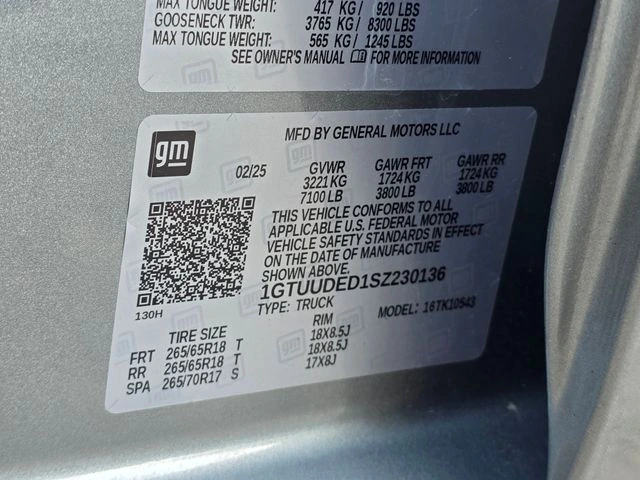 MAX TONGUE WEIGHT: 417 KG / 920 LBS
GOOSENECK TWR: 3765 KG / 8300 LBS
MAX TONGUE WEIGHT: 565 KG / 1245 LBS
SEE OWNER'S MANUAL FOR MORE INFORMATION
gm
MFD BY GENERAL MOTORS LLC
02/25 GVWR GAWR FRT GAWR RR
3221 KG 1724 KG 1724 KG
7100 LB 3800 LB 3800 LB
THIS VEHICLE CONFORMS TO ALL
APPLICABLE U.S. FEDERAL MOTOR
VEHICLE SAFETY STANDARDS IN EFFECT
ON THE DATE OF MANUFACTURE
SHOWN ABOVE.
1GTUUDED1SZ230136
130H
TYPE: TRUCK MODEL: 16TK10543
TIRE SIZE RIM
FRT 265/65R18 T 18X8.5J
RR 265/65R18 T 18X8.5J
SPA 265/70R17 S 17X8J